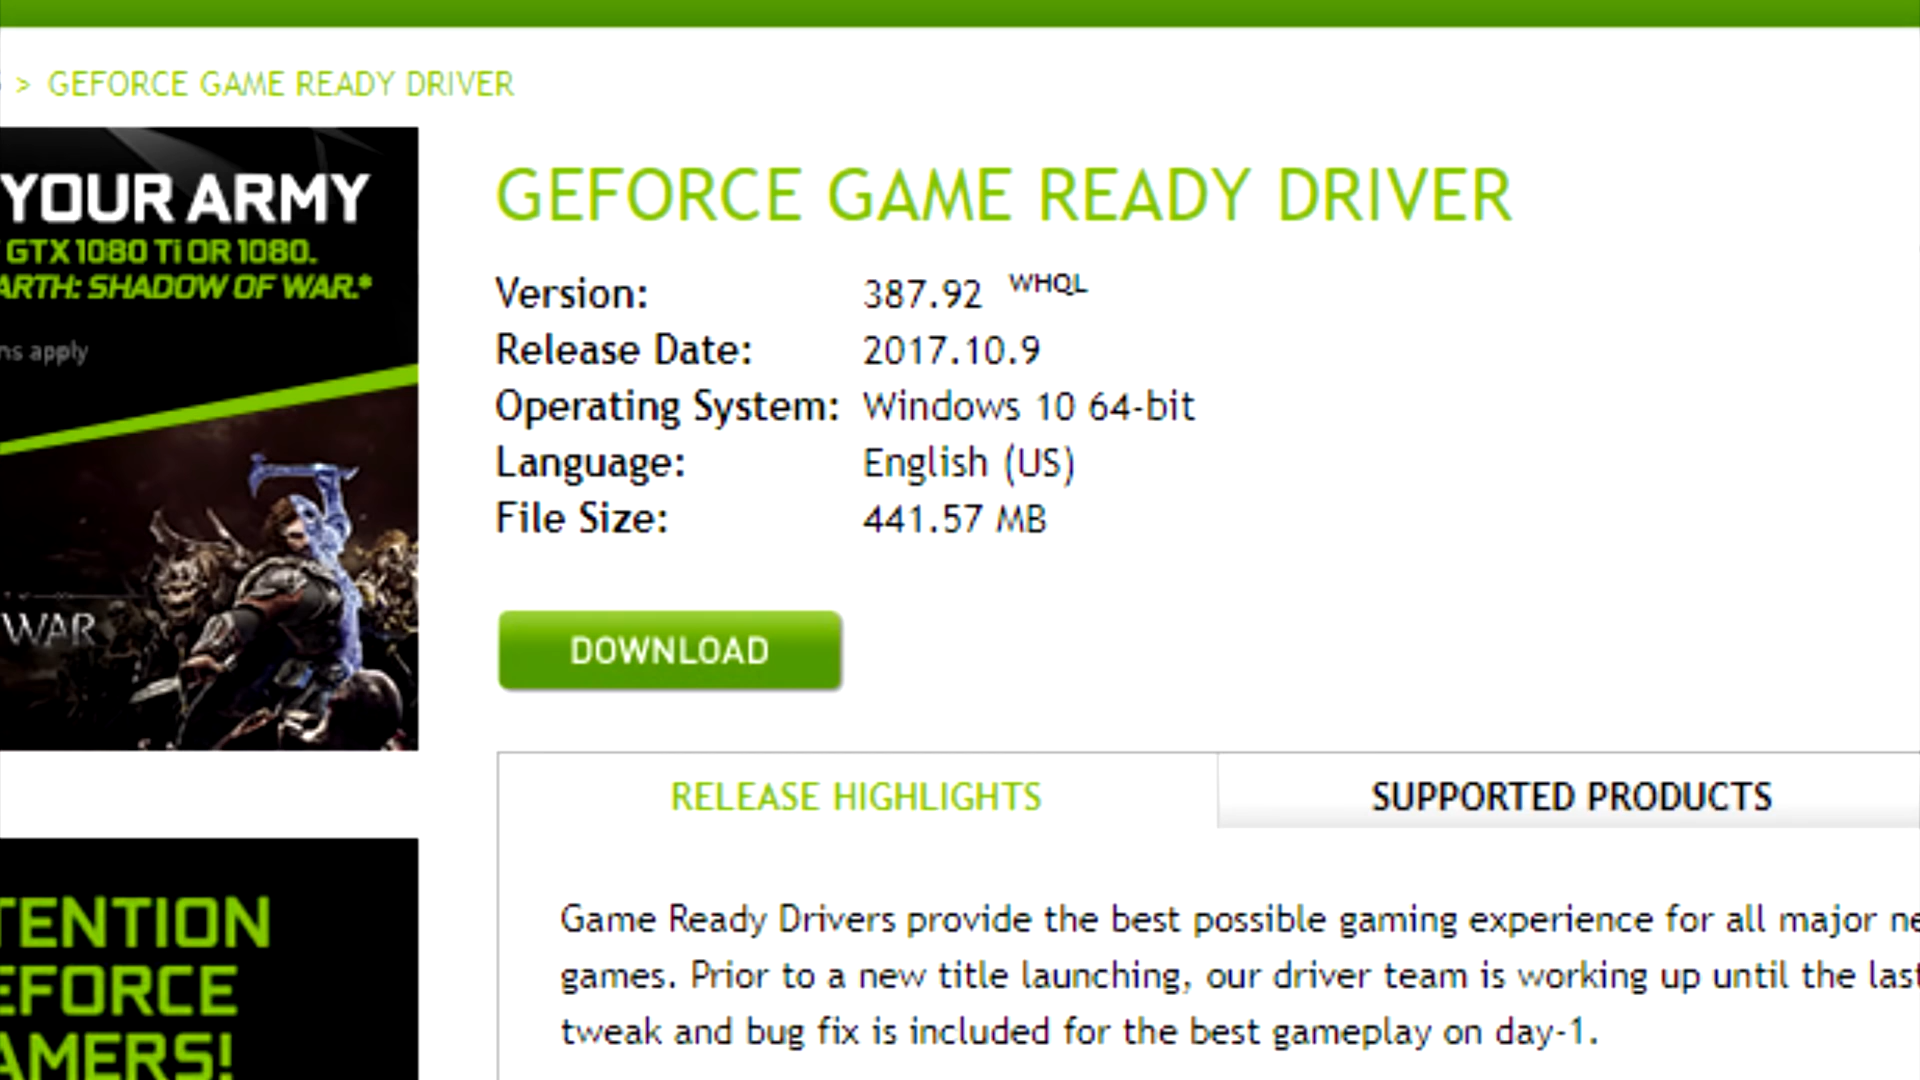 > GEFORCE GAME READY DRIVER
YOUR ARMY
GTX 1080 Ti OR 1080.
ARTH: SHADOW OF WAR.*
ns apply
WAR
TENTION
EFORCE
AMERS!
GEFORCE GAME READY DRIVER
Version: 387.92 WHQL
Release Date: 2017.10.9
Operating System: Windows 10 64-bit
Language: English (US)
File Size: 441.57 MB
DOWNLOAD
RELEASE HIGHLIGHTS SUPPORTED PRODUCTS
Game Ready Drivers provide the best possible gaming experience for all major ne
games. Prior to a new title launching, our driver team is working up until the last
tweak and bug fix is included for the best gameplay on day-1.